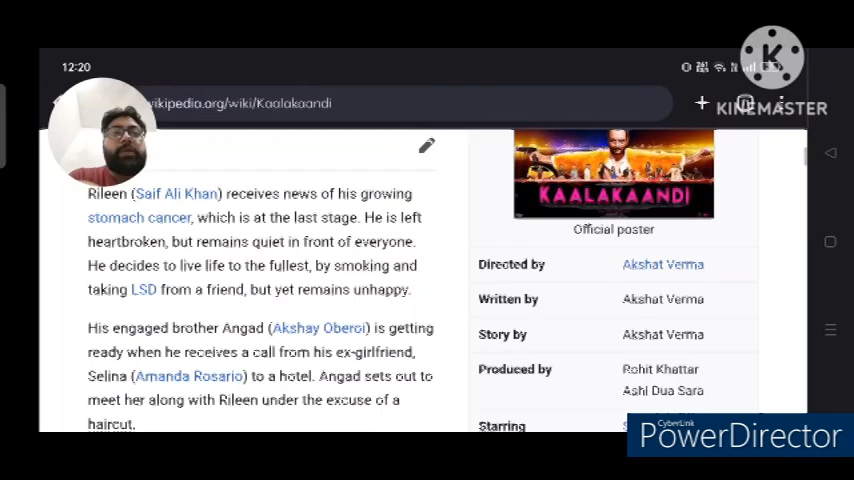 12:20
KINEMASTER
vikipedia.org/wiki/Kaalakaandi
Rileen (Saif Ali Khan) receives news of his growing
stomach cancer, which is at the last stage. He is left
heartbroken, but remains quiet in front of everyone.
He decides to live life to the fullest, by smoking and
taking LSD from a friend, but yet remains unhappy.
His engaged brother Angad (Akshay Oberoi) is getting
ready when he receives a call from his ex-girlfriend,
Selina (Amanda Rosario) to a hotel. Angad sets out to
meet her along with Rileen under the excuse of a
haircut.
KAALAKAANDI
Official poster
Directed by Akshat Verma
Written by Akshat Verma
Story by Akshat Verma
Produced by Rohit Khattar
Ashi Dua Sara
Starring
CyberLink
PowerDirector